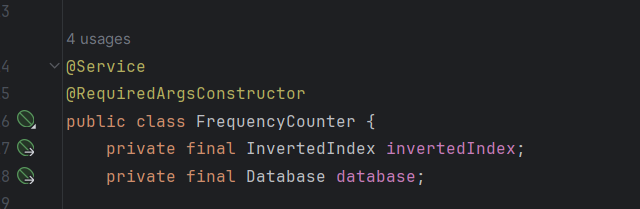 3
4 usages
4 @Service
5 @RequiredArgsConstructor
6 public class FrequencyCounter {
7 private final InvertedIndex invertedIndex;
8 private final Database database;
9